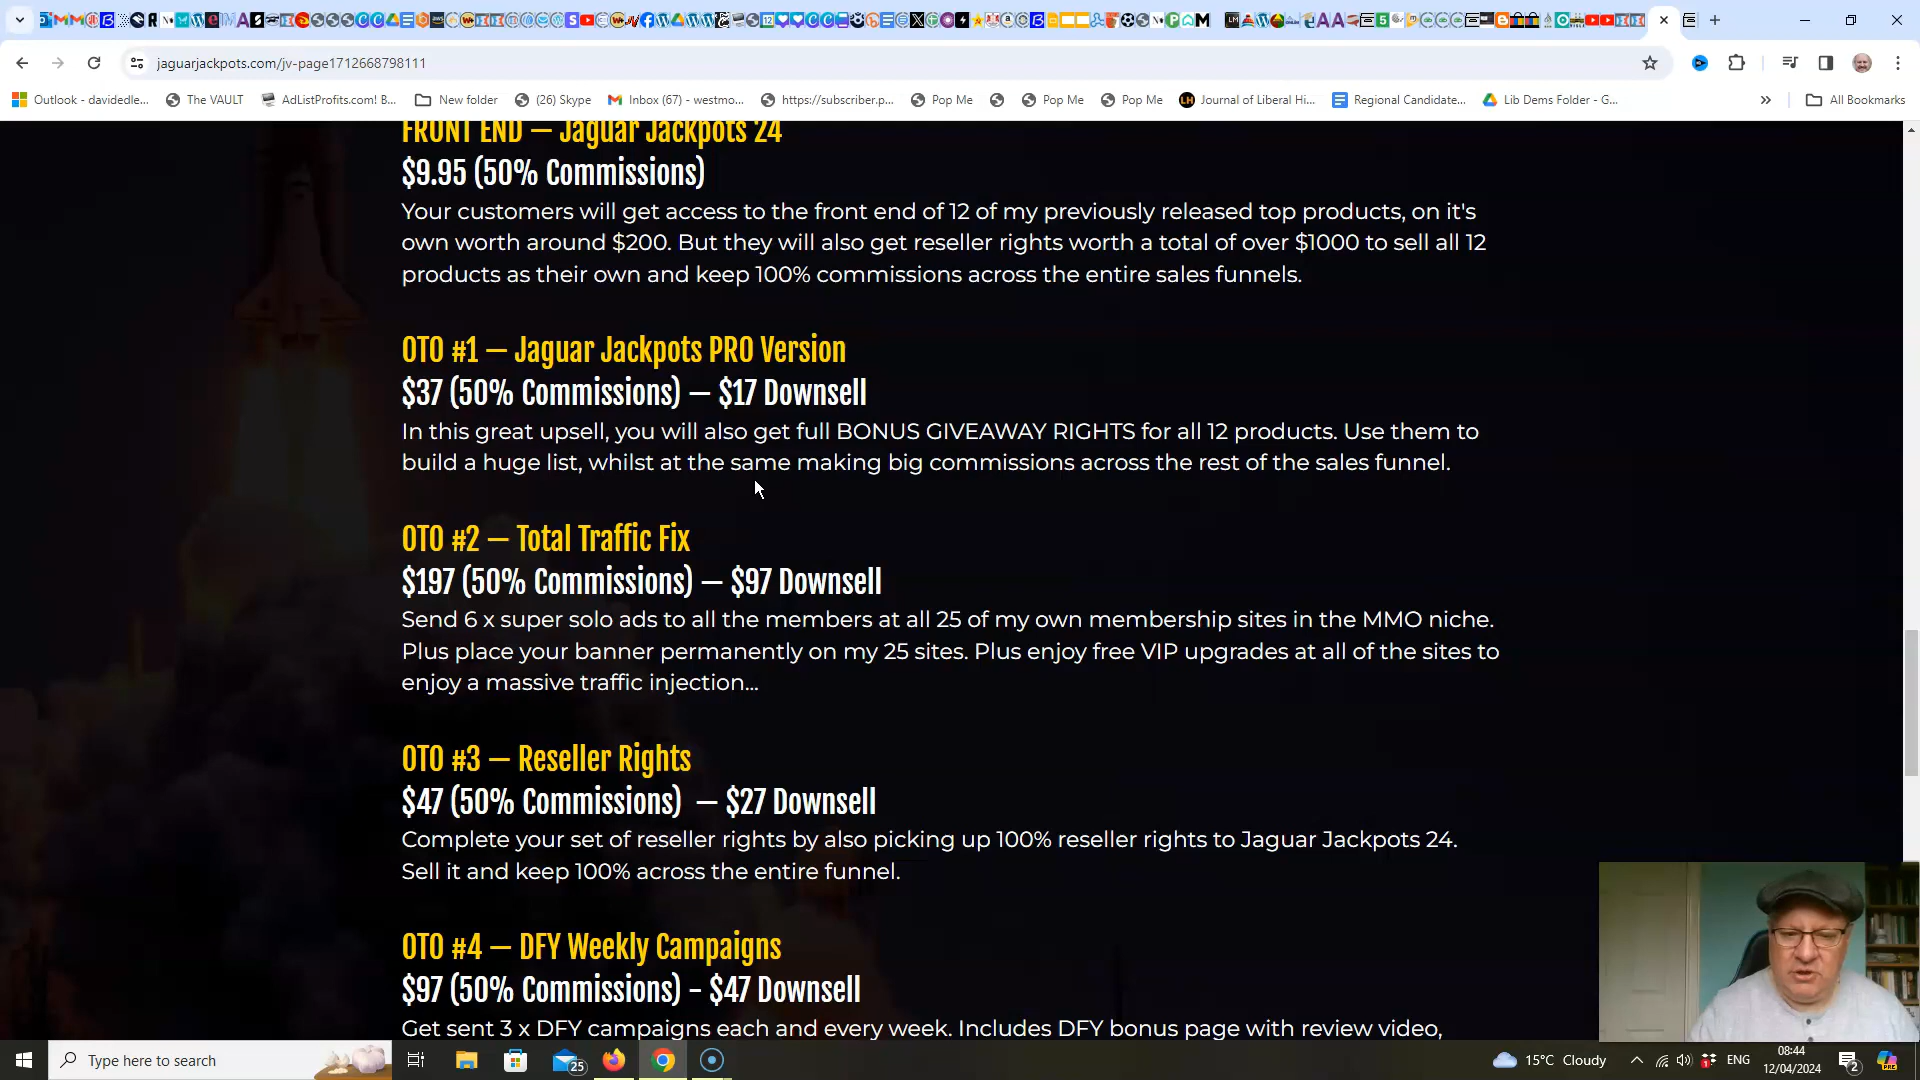 jaguarjackpots.com/jv-page1712668798111
Outlook - davidedle...
The VAULT
AdListProfits.com! B...
New folder
(26) Skype
Inbox (67) - westmo...
https://subscriber.p...
Pop Me
Pop Me
Pop Me
Journal of Liberal Hi...
Regional Candidate...
Lib Dems Folder - G...
All Bookmarks
FRONT END — Jaguar Jackpots 24
$9.95 (50% Commissions)
Your customers will get access to the front end of 12 of my previously released top products, on it's
own worth around $200. But they will also get reseller rights worth a total of over $1000 to sell all 12
products as their own and keep 100% commissions across the entire sales funnels.
OTO #1 — Jaguar Jackpots PRO Version
$37 (50% Commissions) — $17 Downsell
In this great upsell, you will also get full BONUS GIVEAWAY RIGHTS for all 12 products. Use them to
build a huge list, whilst at the same making big commissions across the rest of the sales funnel.
OTO #2 — Total Traffic Fix
$197 (50% Commissions) — $97 Downsell
Send 6 x super solo ads to all the members at all 25 of my own membership sites in the MMO niche.
Plus place your banner permanently on my 25 sites. Plus enjoy free VIP upgrades at all of the sites to
enjoy a massive traffic injection...
OTO #3 — Reseller Rights
$47 (50% Commissions) — $27 Downsell
Complete your set of reseller rights by also picking up 100% reseller rights to Jaguar Jackpots 24.
Sell it and keep 100% across the entire funnel.
OTO #4 — DFY Weekly Campaigns
$97 (50% Commissions) - $47 Downsell
Get sent 3 x DFY campaigns each and every week. Includes DFY bonus page with review video,
Type here to search
25
15°C Cloudy
ENG
08:44
12/04/2024
2